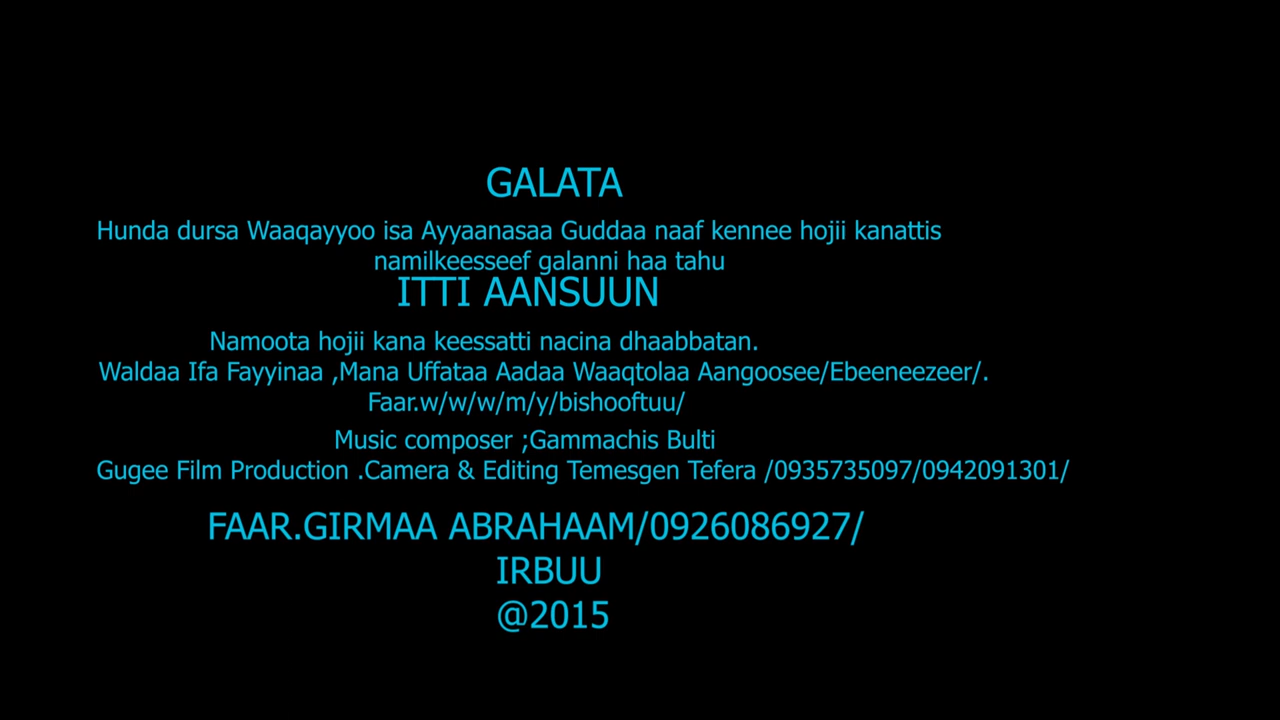 GALATA
Hunda dursa Waaqayyoo isa Ayyaanasaa Guddaa naaf kennee hojii kanattis
namilkeesseef galanni haa tahu
ITTI AANSUUN
Namoota hojii kana keessatti nacina dhaabbatan.
Waldaa Ifa Fayyinaa ,Mana Uffataa Aadaa Waaqtolaa Aangoosee/Ebeeneezeer/.
Faar.w/w/w/m/y/bishooftuu/
Music composer ;Gammachis Bulti
Gugee Film Production .Camera & Editing Temesgen Tefera /0935735097/0942091301/
FAAR.GIRMAA ABRAHAAM/0926086927/
IRBUU
@2015